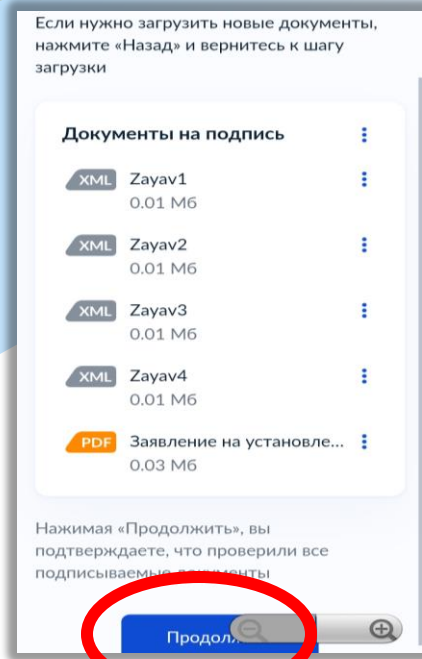 Если нужно загрузить новые документы,
нажмите «Назад» и вернитесь к шагу
загрузки
Документы на подпись
XML Zayav1
0.01 Мб
XML Zayav2
0.01 Мб
XML Zayav3
0.01 Мб
XML Zayav4
0.01 Мб
PDF Заявление на установле...
0.03 Мб
Нажимая «Продолжить», вы
подтверждаете, что проверили все
подписываемые документы